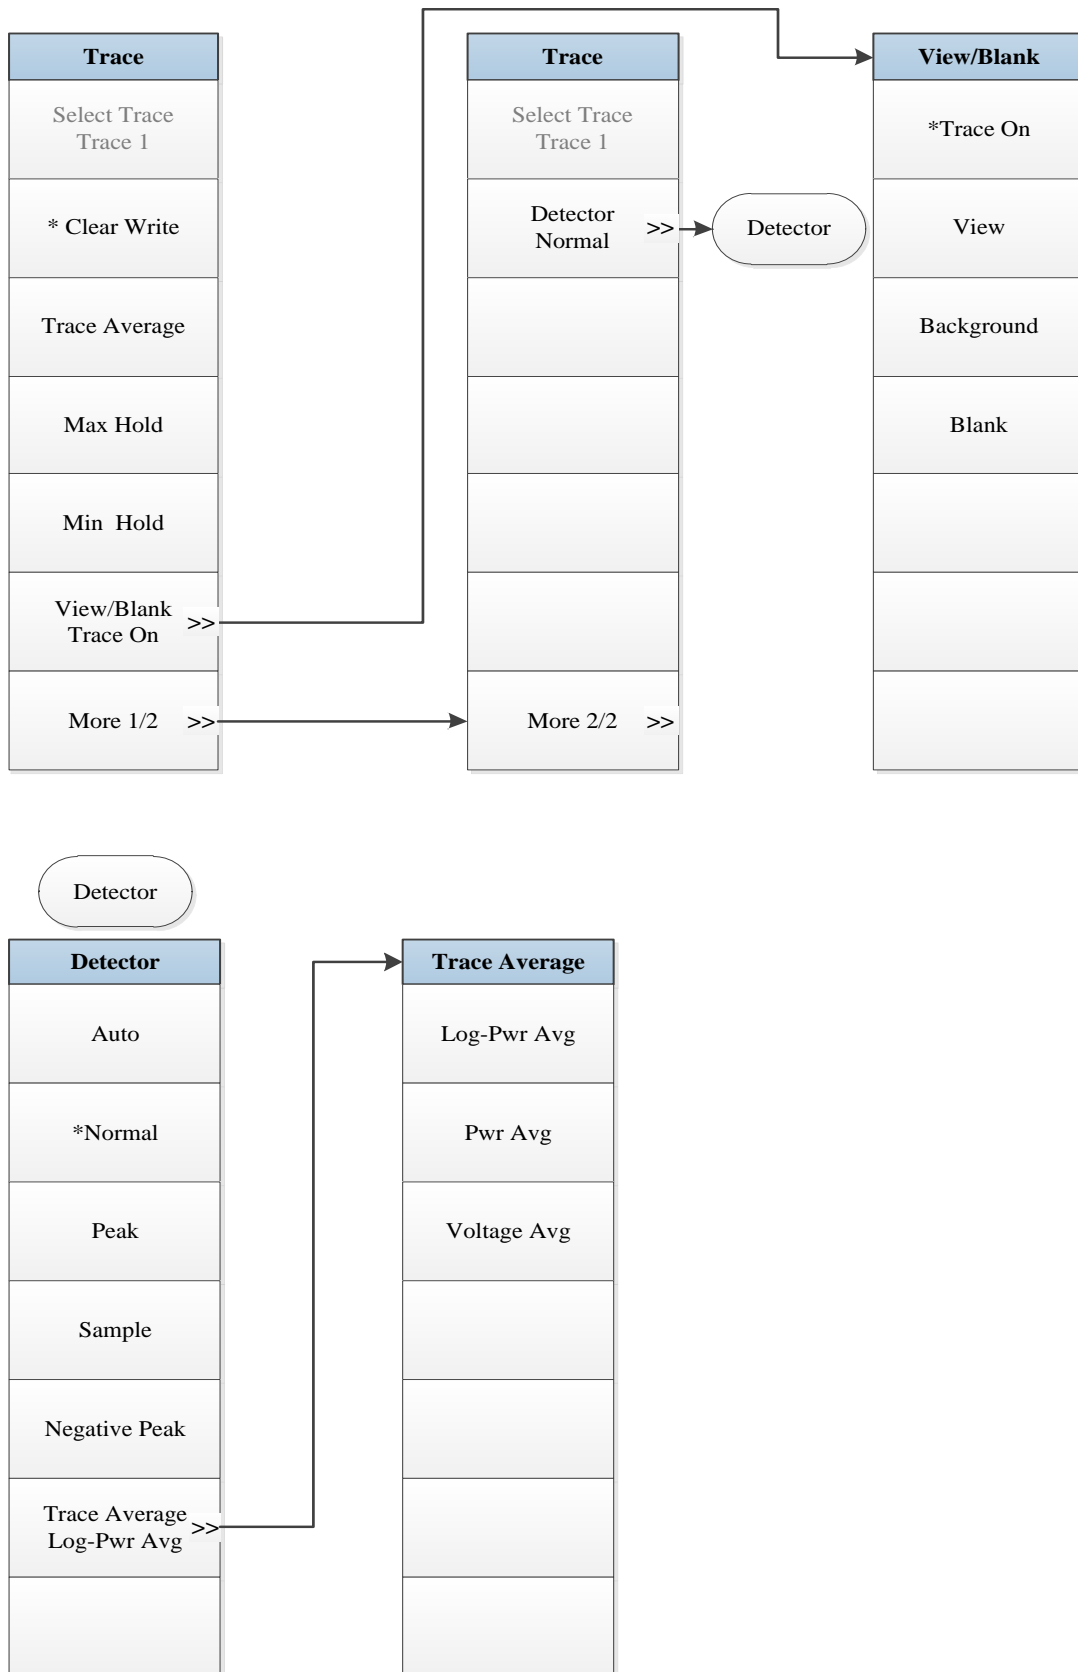 Trace
Select Trace
Trace 1
* Clear Write
Trace Average
Max Hold
Min  Hold
View/Blank
Trace On
>>
More 1/2 >>
Trace
Select Trace
Trace 1
Detector
Normal
>>
Detector
More 2/2 >>
View/Blank
*Trace On
View
Background
Blank
Detector
Detector
Auto
*Normal
Peak
Sample
Negative Peak
Trace Average
Log-Pwr Avg
>>
Trace Average
Log-Pwr Avg
Pwr Avg
Voltage Avg